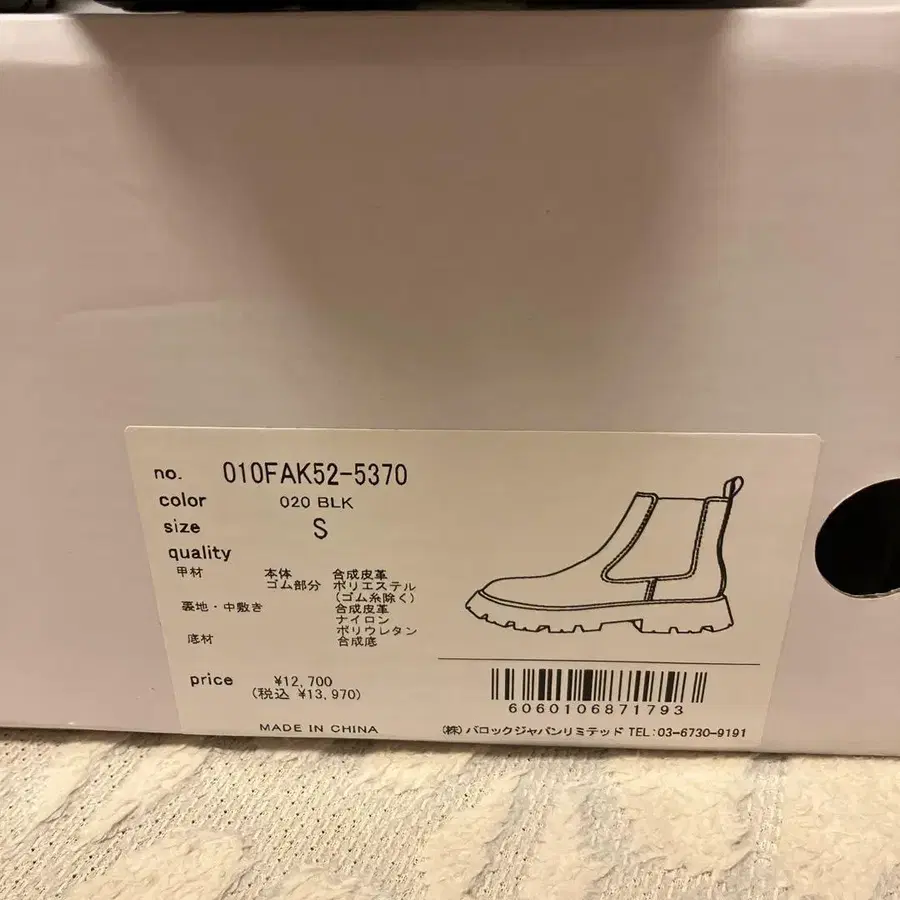 no. 010FAK52-5370
color 020 BLK
size S
quality
甲材 本体 合成皮革
ゴム部分 ポリエステル
(ゴム糸除く)
裏地・中敷き 合成皮革
ナイロン
ポリウレタン
底材 合成底
price ¥12,700
(税込 ¥13,970)
MADE IN CHINA
6060106871793
(株)バロックジャパンリミテッド TEL:03-6730-9191